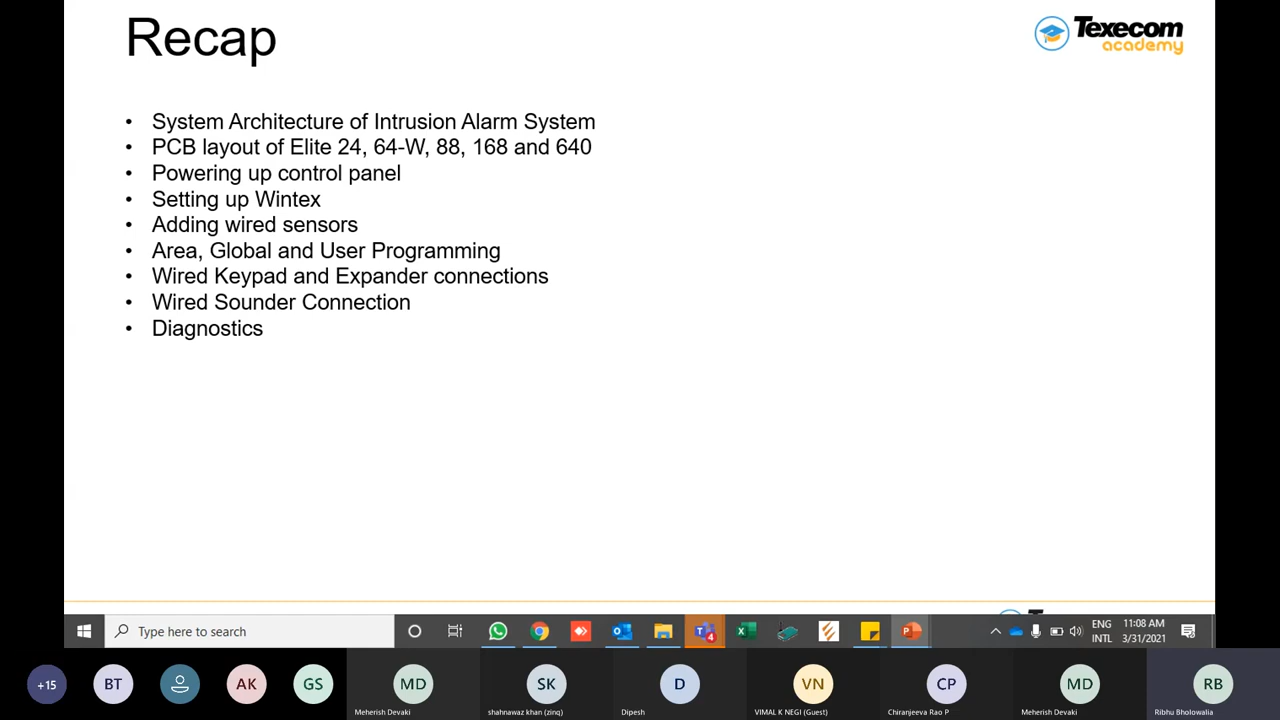 Recap
Texecom
academy
• System Architecture of Intrusion Alarm System
• PCB layout of Elite 24, 64-W, 88, 168 and 640
• Powering up control panel
• Setting up Wintex
• Adding wired sensors
• Area, Global and User Programming
• Wired Keypad and Expander connections
• Wired Sounder Connection
• Diagnostics
Type here to search
4
ENG
INTL
11:08 AM
3/31/2021
+15
BT
AK
GS
MD
SK
D
VN
CP
MD
RB
Meherish Devaki
shahnawaz khan (zinq)
Dipesh
VIMAL K NEGI (Guest)
Chiranjeeva Rao P
Meherish Devaki
Ribhu Bholowalia